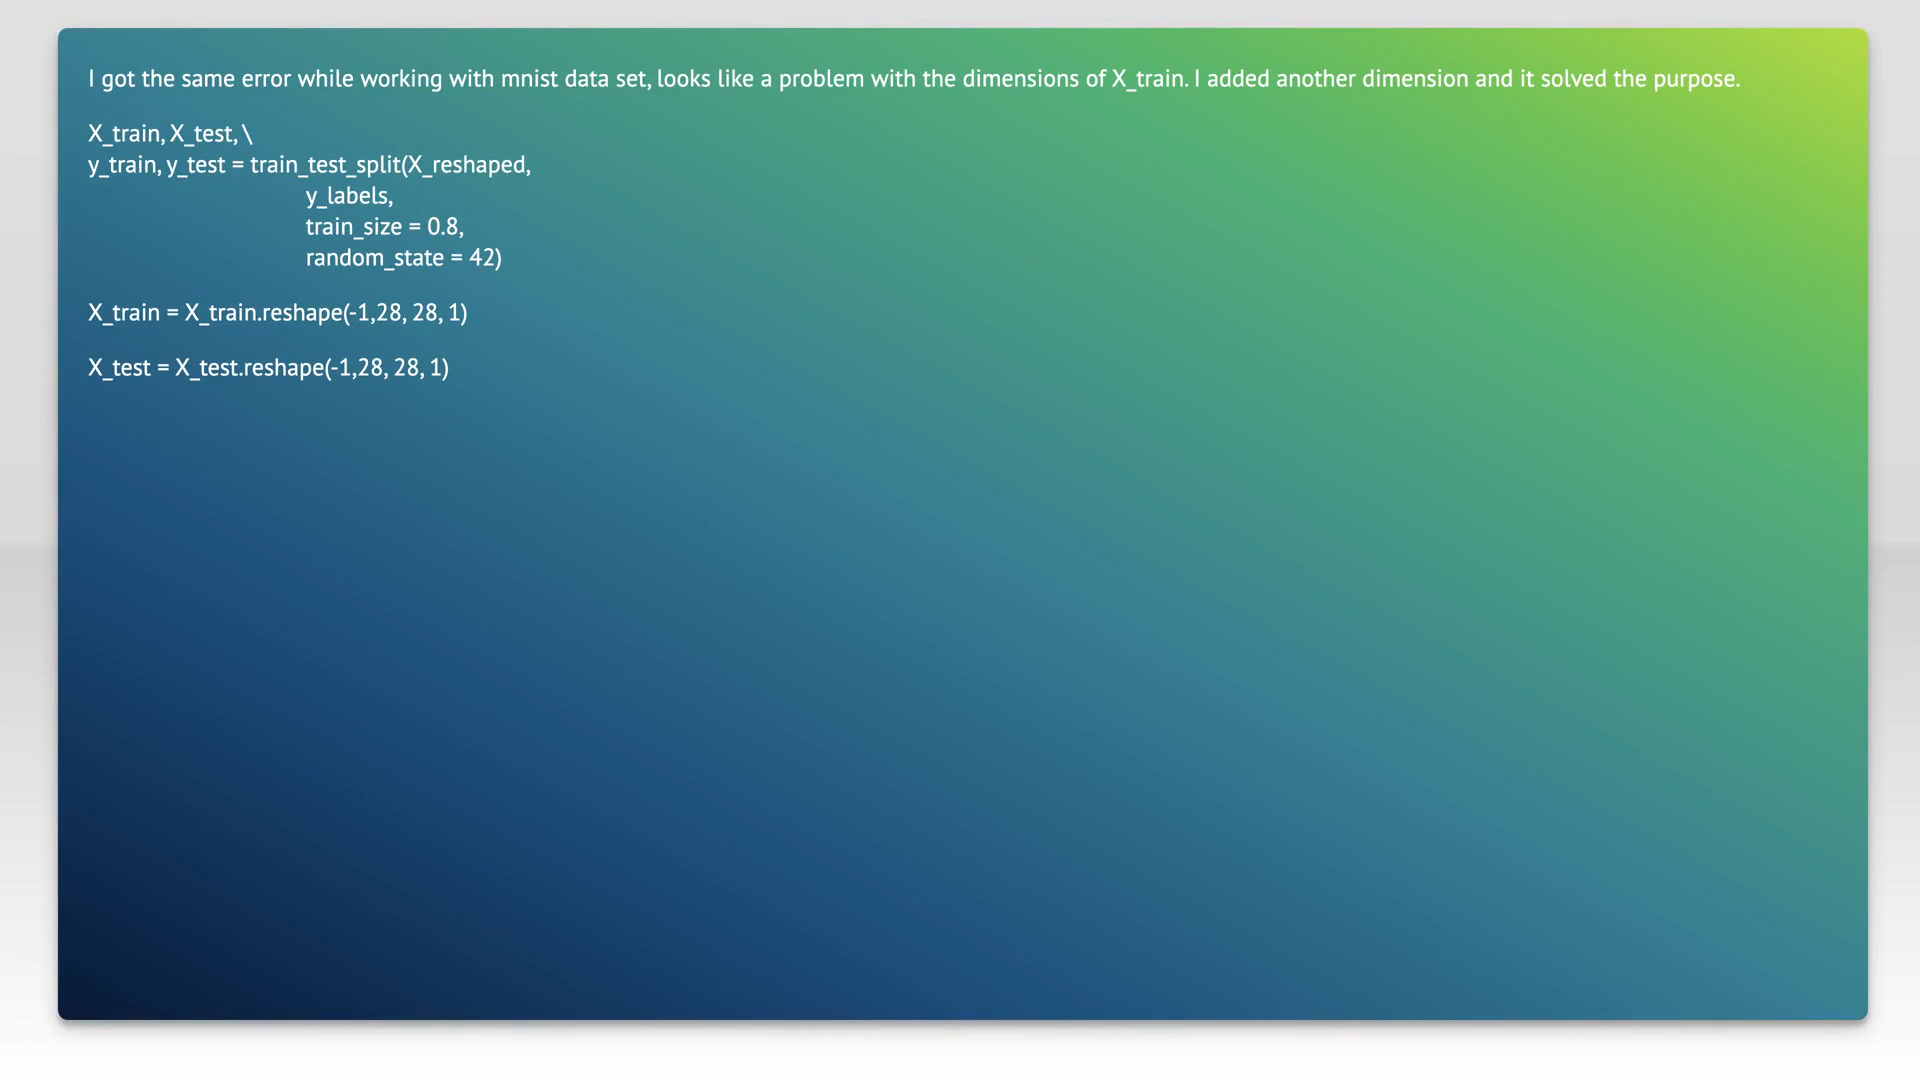 I got the same error while working with mnist data set, looks like a problem with the dimensions of X_train. I added another dimension and it solved the purpose.
X_train, X_test, \
y_train, y_test = train_test_split(X_reshaped,
y_labels,
train_size = 0.8,
random_state = 42)
X_train = X_train.reshape(-1,28, 28, 1)
X_test = X_test.reshape(-1,28, 28, 1)